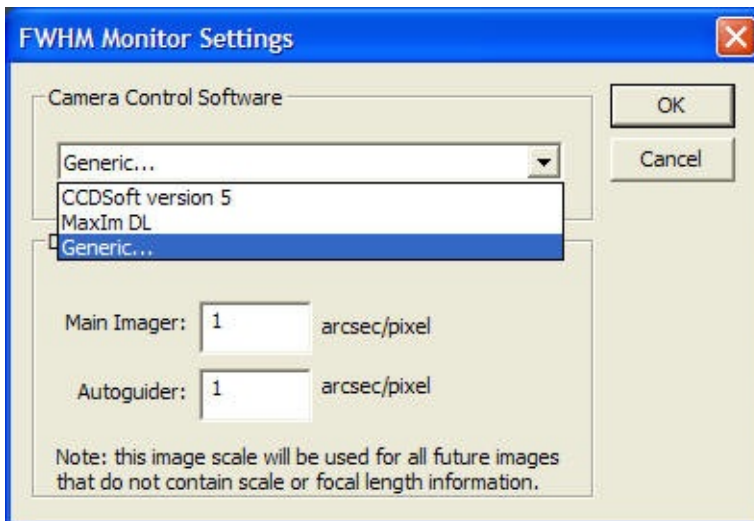 FWHM Monitor Settings
Camera Control Software
OK
Generic...
Cancel
CCDSoft version 5
MaxIm DL
Generic...
Main Imager: 1 arcsec/pixel
Autoguider: 1 arcsec/pixel
Note: this image scale will be used for all future images
that do not contain scale or focal length information.